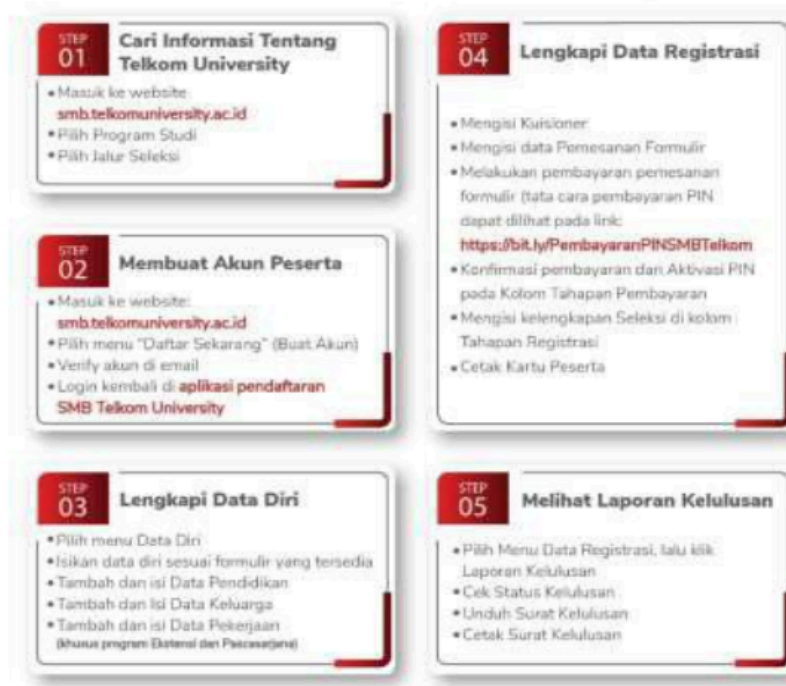 STEP
01
Cari Informasi Tentang
Telkom University
• Masuk ke website
smb.telkomuniversity.ac.id
• Pilih Program Studi
• Pilih Jalur Seleksi
STEP
02
Membuat Akun Peserta
• Masuk ke website:
smb.telkomuniversity.ac.id
• Pilih menu "Daftar Sekarang" (Buat Akun)
• Verify akun di email
• Login kembali di aplikasi pendaftaran
SMB Telkom University
STEP
03
Lengkapi Data Diri
• Pilih menu Data Diri
• Isikan data diri sesuai formulir yang tersedia
• Tambah dan isi Data Pendidikan
• Tambah dan Isi Data Keluarga
• Tambah dan isi Data Pekerjaan
(khusus program Ekstensi dan Pascasarjana)
STEP
04
Lengkapi Data Registrasi
• Mengisi Kuisioner
• Mengisi data Pemesanan Formulir
• Melakukan pembayaran pemesanan
formulir (tata cara pembayaran PIN
dapat dilihat pada link:
https://bit.ly/PembayaranPINSMBTelkom
• Konfirmasi pembayaran dan Aktivasi PIN
pada Kolom Tahapan Pembayaran
• Mengisi kelengkapan Seleksi di kolom
Tahapan Registrasi
• Cetak Kartu Peserta
STEP
05
Melihat Laporan Kelulusan
• Pilih Menu Data Registrasi, lalu klik
Laporan Kelulusan
• Cek Status Kelulusan
• Unduh Surat Kelulusan
• Cetak Surat Kelulusan